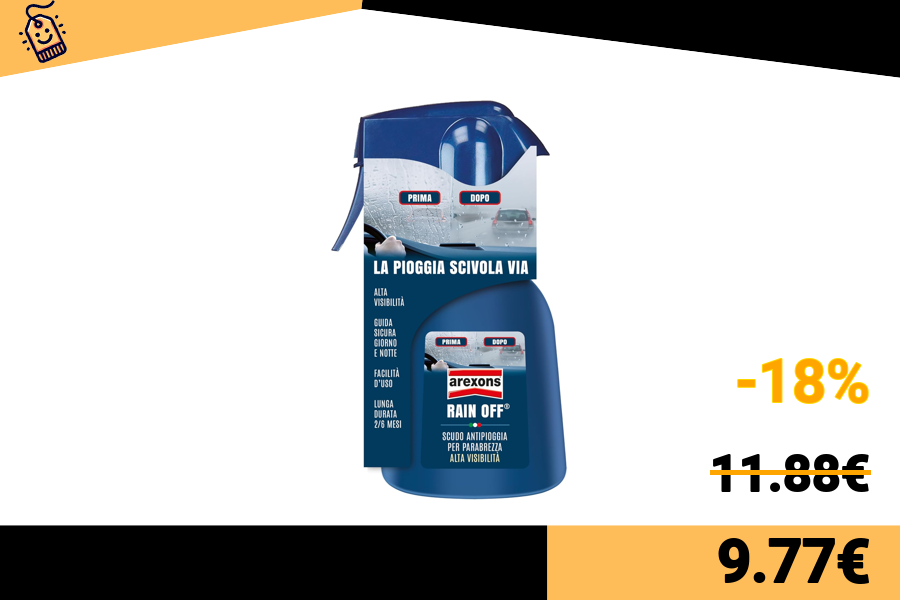 PRIMA DOPO
LA PIOGGIA SCIVOLA VIA
ALTA
VISIBILITÀ
GUIDA
SICURA
GIORNO
E NOTTE
FACILITÀ
D'USO
LUNGA
DURATA
2/6 MESI
PRIMA DOPO
arexons
RAIN OFF®
SCUDO ANTIPIOGGIA
PER PARABREZZA
ALTA VISIBILITÀ
-18%
11.88€
9.77€